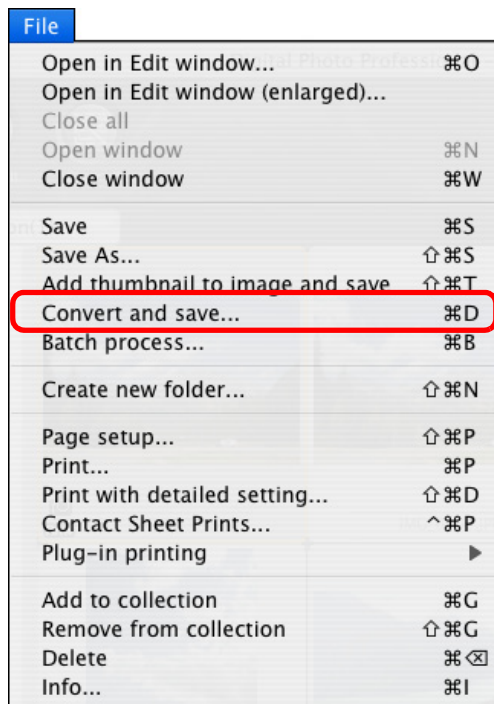 File
Open in Edit window... ⌘O
Open in Edit window (enlarged)...
Close all
Open window ⌘N
Close window ⌘W
Save ⌘S
Save As... ⇧⌘S
Add thumbnail to image and save ⇧⌘T
Convert and save... ⌘D
Batch process... ⌘B
Create new folder... ⇧⌘N
Page setup... ⇧⌘P
Print... ⌘P
Print with detailed setting... ⇧⌘D
Contact Sheet Prints... ^⌘P
Plug-in printing ▶
Add to collection ⌘G
Remove from collection ⇧⌘G
Delete ⌘⌫
Info... ⌘I